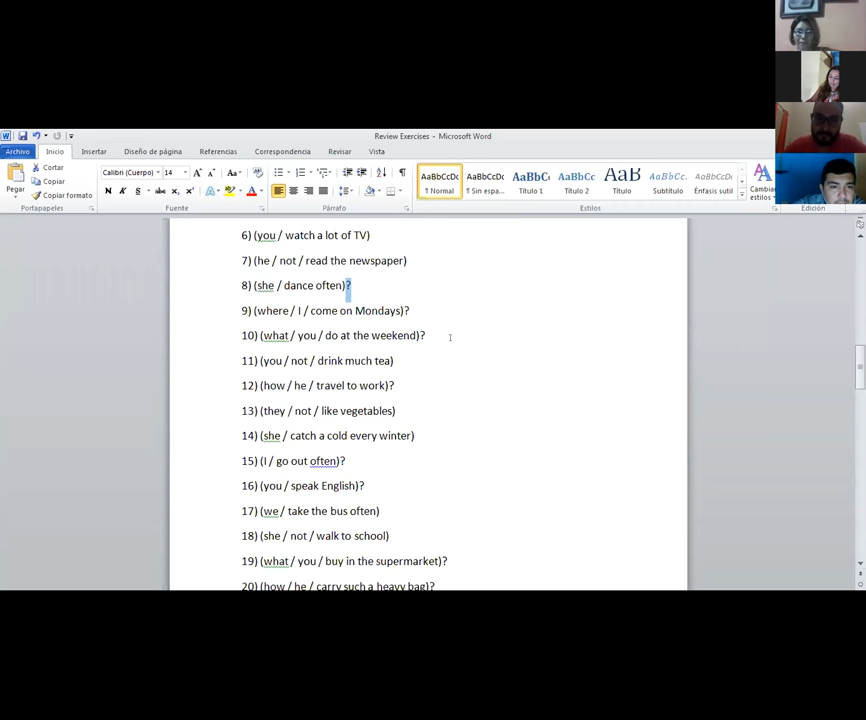 Review Exercises - Microsoft Word
Archivo Inicio Insertar Diseño de página Referencias Correspondencia Revisar Vista
Pegar
Cortar
Copiar
Copiar formato
Portapapeles
Calibri (Cuerpo) 14
Fuente
Párrafo
AaBbCcDc AaBbCcDc AaBbC AaBbCc AaB AaBbCc AaBbCcDc
¶ Normal ¶ Sin espa... Título 1 Título 2 Título Subtítulo Énfasis sutil
Cambiar
estilos
Estilos
Edición
6) (you / watch a lot of TV)
7) (he / not / read the newspaper)
8) (she / dance often)?
9) (where / I / come on Mondays)?
10) (what / you / do at the weekend)?
11) (you / not / drink much tea)
12) (how / he / travel to work)?
13) (they / not / like vegetables)
14) (she / catch a cold every winter)
15) (I / go out often)?
16) (you / speak English)?
17) (we / take the bus often)
18) (she / not / walk to school)
19) (what / you / buy in the supermarket)?
20) (how / he / carry such a heavy bag)?